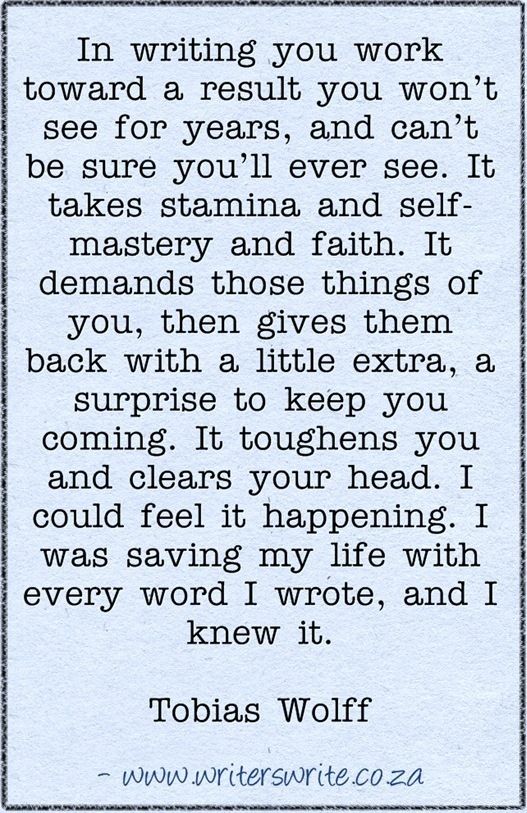 In writing you work
toward a result you won't
see for years, and can't
be sure you'll ever see. It
takes stamina and self-
mastery and faith. It
demands those things of
you, then gives them
back with a little extra, a
surprise to keep you
coming. It toughens you
and clears your head. I
could feel it happening. I
was saving my life with
every word I wrote, and I
knew it.
Tobias Wolff
- www.writerswrite.co.za